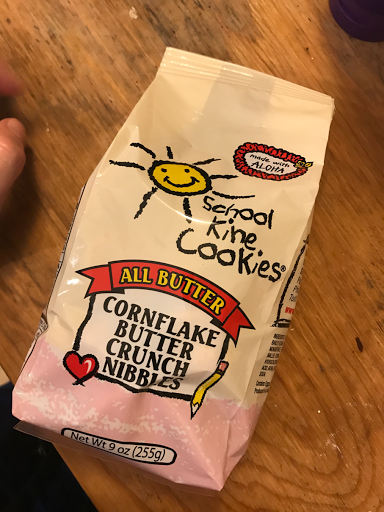 made with
ALOHA
School
Kine
Cookies®
ALL BUTTER
CORNFLAKE
BUTTER
CRUNCH
NIBBLES
Net Wt 9 oz (255g)